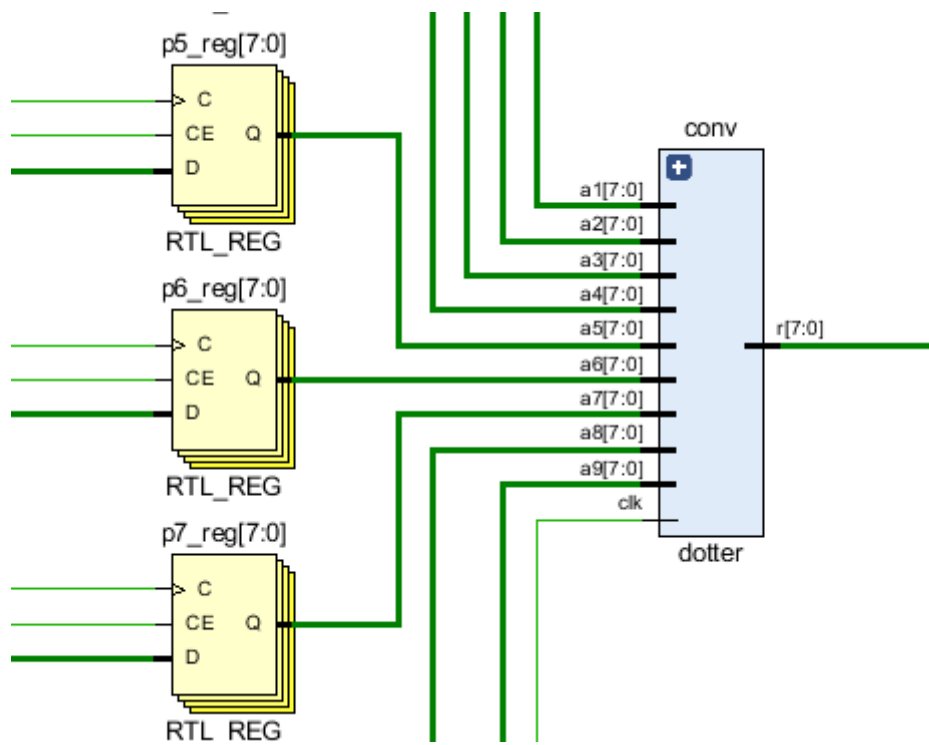 p5_reg[7:0]
C
CE
Q
D
RTL_REG
p6_reg[7:0]
C
CE
Q
D
RTL_REG
p7_reg[7:0]
C
CE
Q
D
RTL_REG
conv
a1[7:0]
a2[7:0]
a3[7:0]
a4[7:0]
a5[7:0]
a6[7:0]
a7[7:0]
a8[7:0]
a9[7:0]
clk
r[7:0]
dotter